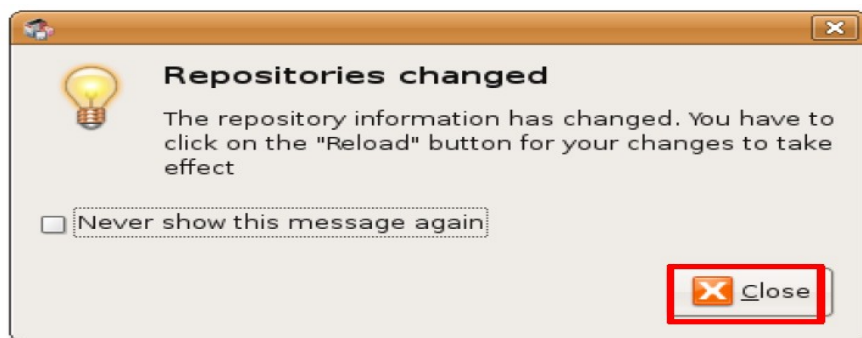 Repositories changed
The repository information has changed. You have to
click on the "Reload" button for your changes to take
effect
Never show this message again
Close